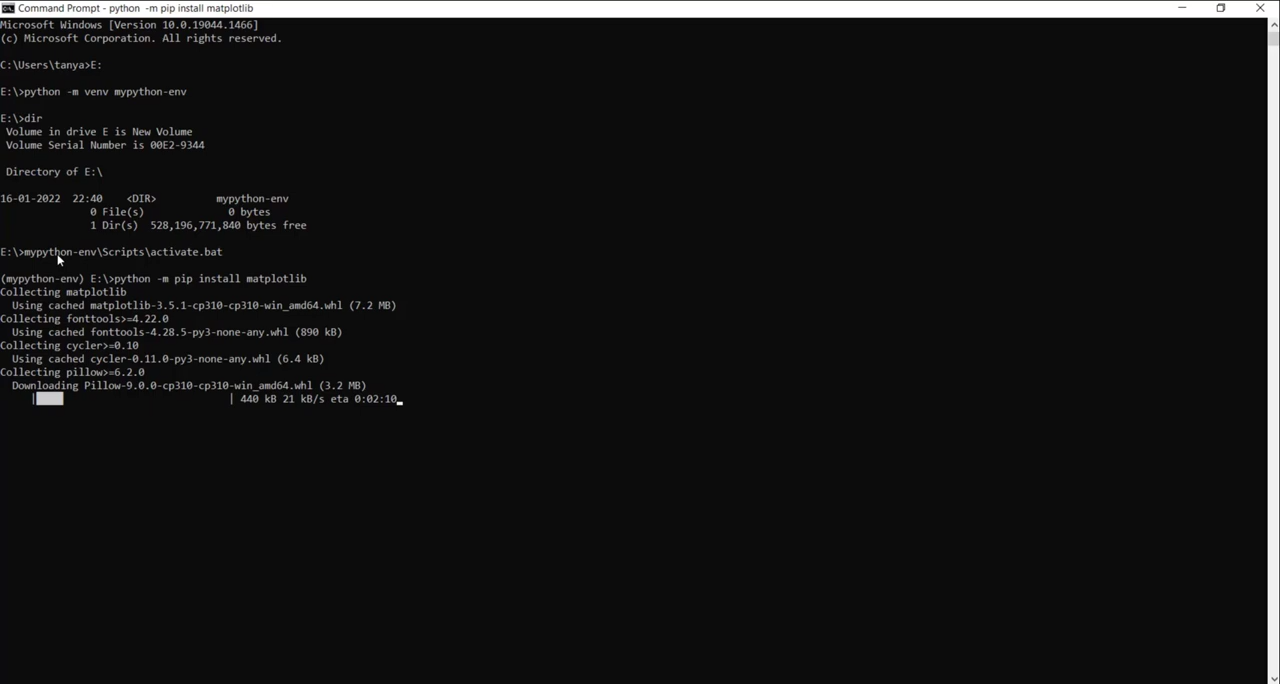 Command Prompt - python  -m pip install matplotlib
Microsoft Windows [Version 10.0.19044.1466]
(c) Microsoft Corporation. All rights reserved.
C:\Users\tanya>E:
E:\>python -m venv mypython-env
E:\>dir
 Volume in drive E is New Volume
 Volume Serial Number is 00E2-9344
 Directory of E:\
16-01-2022  22:40    <DIR>          mypython-env
               0 File(s)              0 bytes
               1 Dir(s)  528,196,771,840 bytes free
E:\>mypython-env\Scripts\activate.bat
(mypython-env) E:\>python -m pip install matplotlib
Collecting matplotlib
  Using cached matplotlib-3.5.1-cp310-cp310-win_amd64.whl (7.2 MB)
Collecting fonttools>=4.22.0
  Using cached fonttools-4.28.5-py3-none-any.whl (890 kB)
Collecting cycler>=0.10
  Using cached cycler-0.11.0-py3-none-any.whl (6.4 kB)
Collecting pillow>=6.2.0
  Downloading Pillow-9.0.0-cp310-cp310-win_amd64.whl (3.2 MB)
| | 440 kB 21 kB/s eta 0:02:10